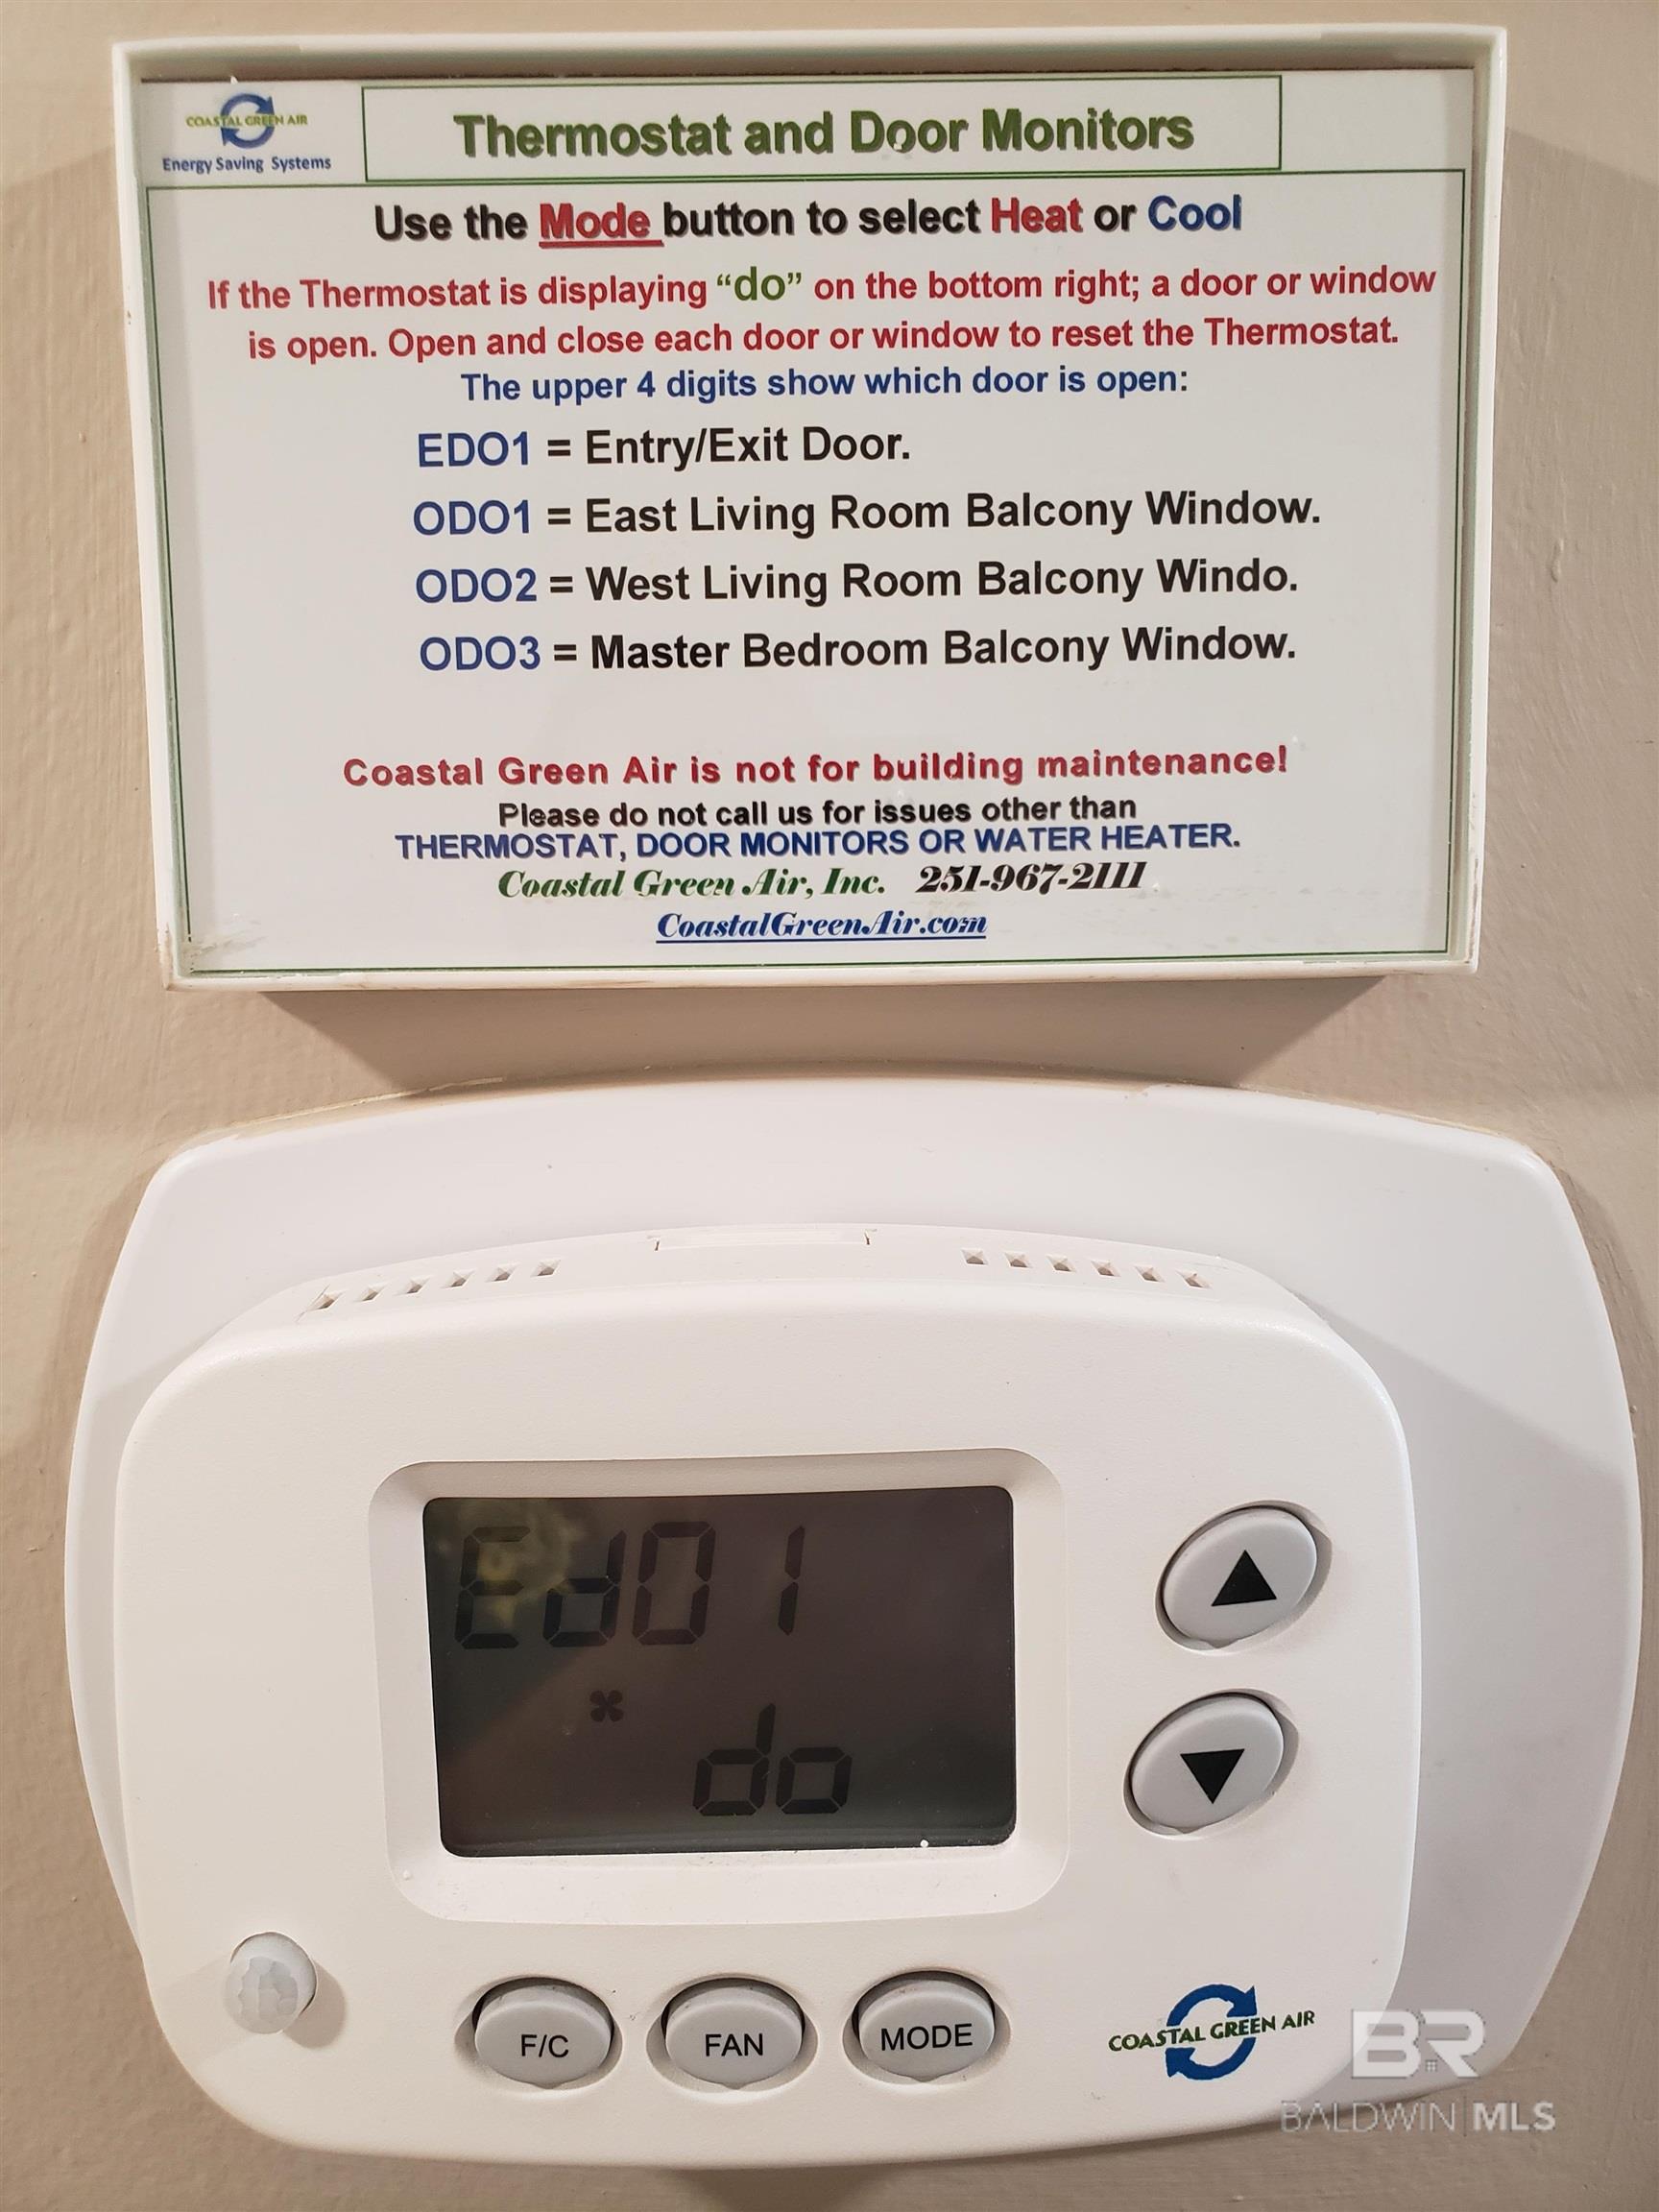 COASTAL GREEN AIR
Energy Saving Systems
Thermostat and Door Monitors
Use the Mode button to select Heat or Cool
If the Thermostat is displaying “do” on the bottom right; a door or window
is open. Open and close each door or window to reset the Thermostat.
The upper 4 digits show which door is open:
EDO1 = Entry/Exit Door.
ODO1 = East Living Room Balcony Window.
ODO2 = West Living Room Balcony Windo.
ODO3 = Master Bedroom Balcony Window.
Coastal Green Air is not for building maintenance!
Please do not call us for issues other than
THERMOSTAT, DOOR MONITORS OR WATER HEATER.
Coastal Green Air, Inc. 251-967-2111
CoastalGreenAir.com
Ed01
do
F/C FAN MODE
COASTAL GREEN AIR
BR
BALDWIN MLS